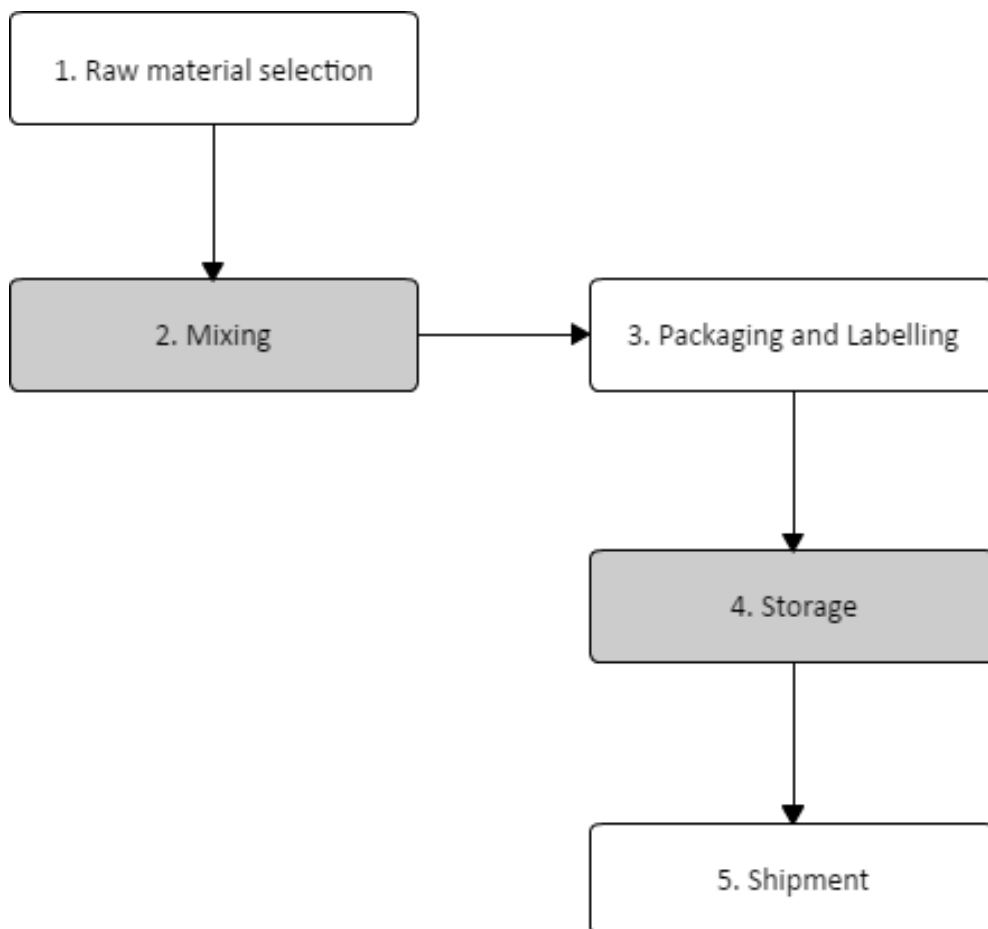 1. Raw material selection
2. Mixing
3. Packaging and Labelling
4. Storage
5. Shipment